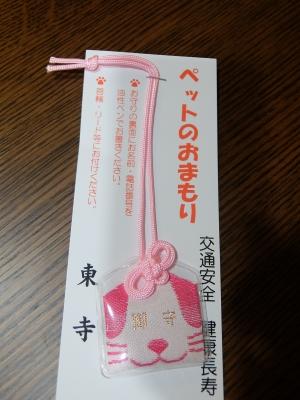 ペットのおまもり
交通安全 健康長寿
お守りの裏面にお名前・電話番号を
油性ペンでお書きください。
首輪・リード等にお付けください。
東寺
御守